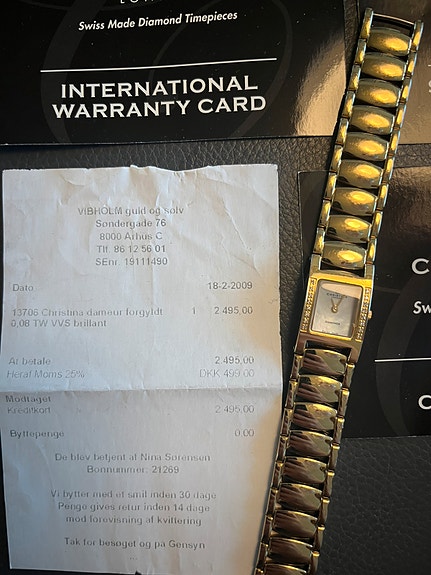 Swiss Made Diamond Timepieces
INTERNATIONAL
WARRANTY CARD
VIBHOLM guld og sølv
Søndergade 76
8000 Århus C
Tlf. 86 12 56 01
SEnr. 19111490
Dato 18-2-2009
13706 Christina dameur forgyldt 1 2.495,00
0,08 TW VVS brillant
At betale 2.495,00
Heraf Moms 25% DKK 499,00
Modtaget
Kreditkort 2.495,00
Byttepenge 0,00
De blev betjent af Nina Sørensen
Bonnummer: 21269
Vi bytter med et smil inden 30 dage
Penge gives retur inden 14 dage
mod forevisning af kvittering
Tak for besøget og på Gensyn
...
C
Sw
C